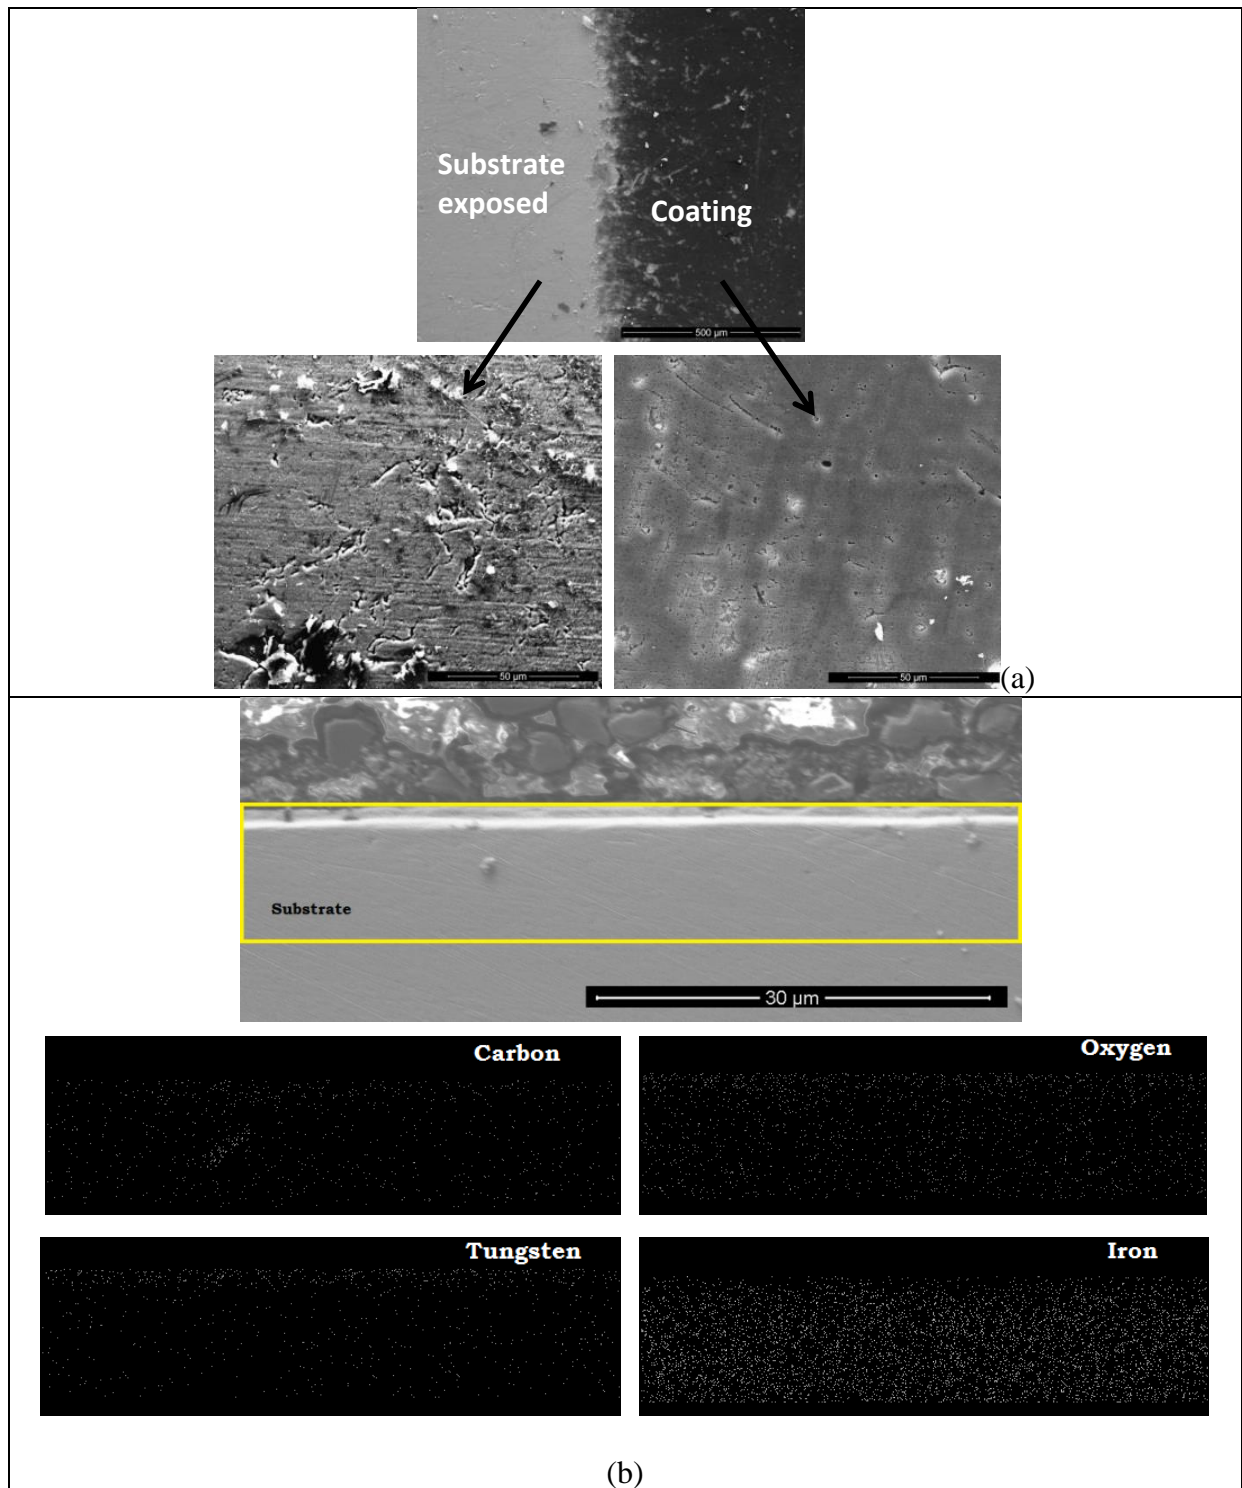 Substrate
exposed
Coating
500 µm
50 µm
50 µm
(a)
Substrate
30 µm
Carbon
Oxygen
Tungsten
Iron
(b)